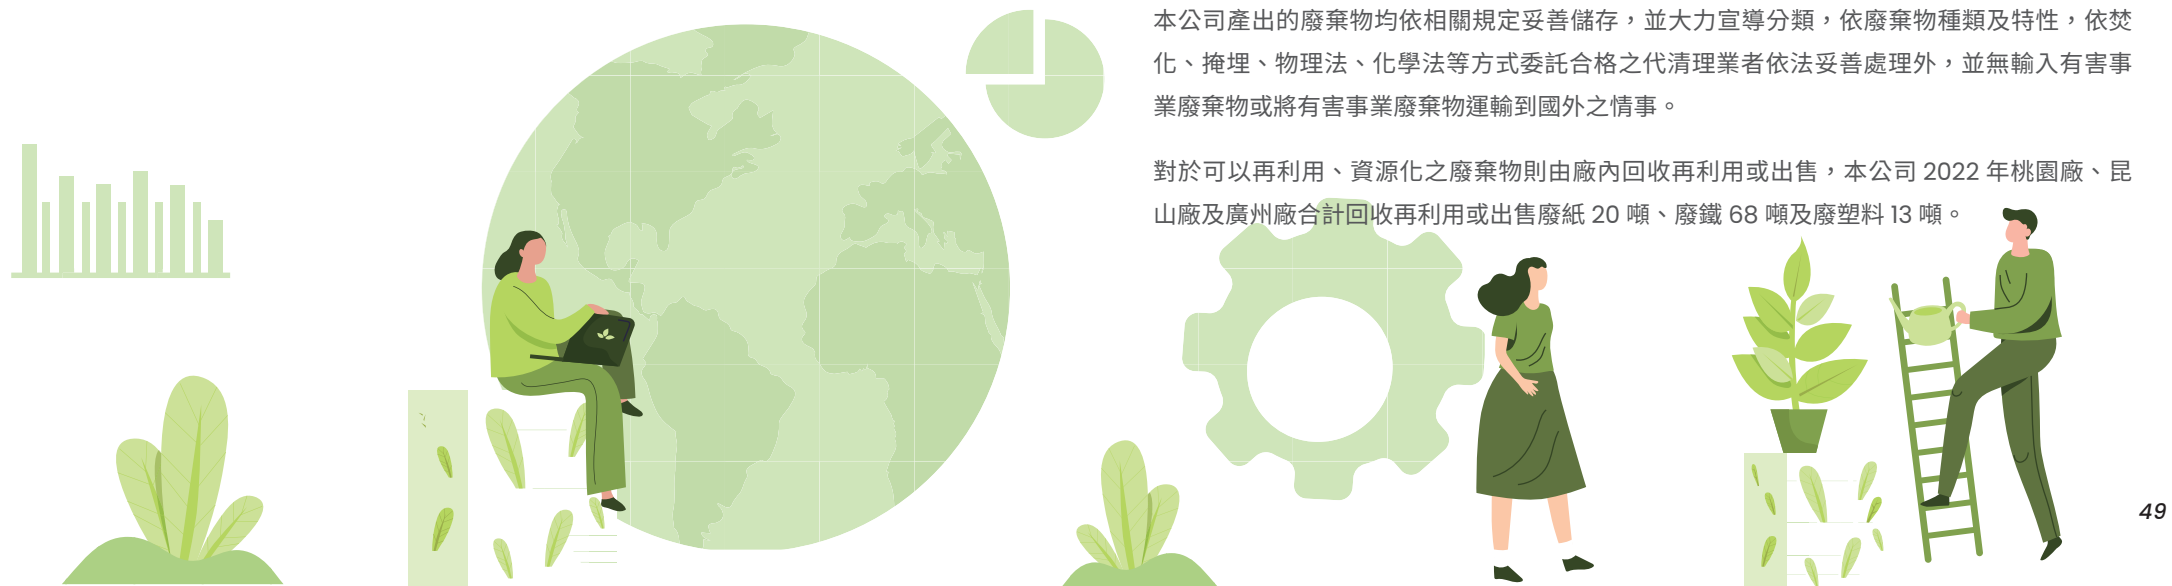 本公司產出的廢棄物均依相關規定妥善儲存，並大力宣導分類，依廢棄物種類及特性，依焚
化、掩埋、物理法、化學法等方式委託合格之代清理業者依法妥善處理外，並無輸入有害事
業廢棄物或將有害事業廢棄物運輸到國外之情事。
對於可以再利用、資源化之廢棄物則由廠內回收再利用或出售，本公司 2022 年桃園廠、昆
山廠及廣州廠合計回收再利用或出售廢紙 20 噸、廢鐵 68 噸及廢塑料 13 噸。
49